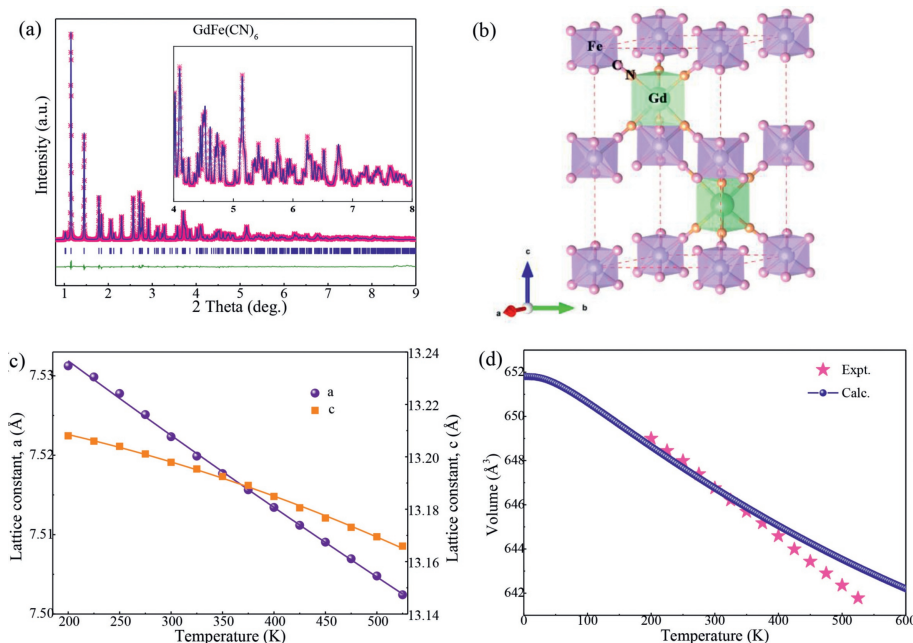 (a)
GdFe(CN)6
Intensity (a.u.)
4 5 6 7 8
1 2 3 4 5 6 7 8 9
2 Theta (deg.)
(b)
Fe
C
N
Gd
c
a
b
c)
7.53
7.52
7.51
7.50
Lattice constant, a (Å)
a
c
13.24
13.22
13.20
13.18
13.16
13.14
Lattice constant, c (Å)
200 250 300 350 400 450 500
Temperature (K)
(d)
652
650
648
646
644
642
Volume (Å3)
Expt.
Calc.
0 100 200 300 400 500 600
Temperature (K)